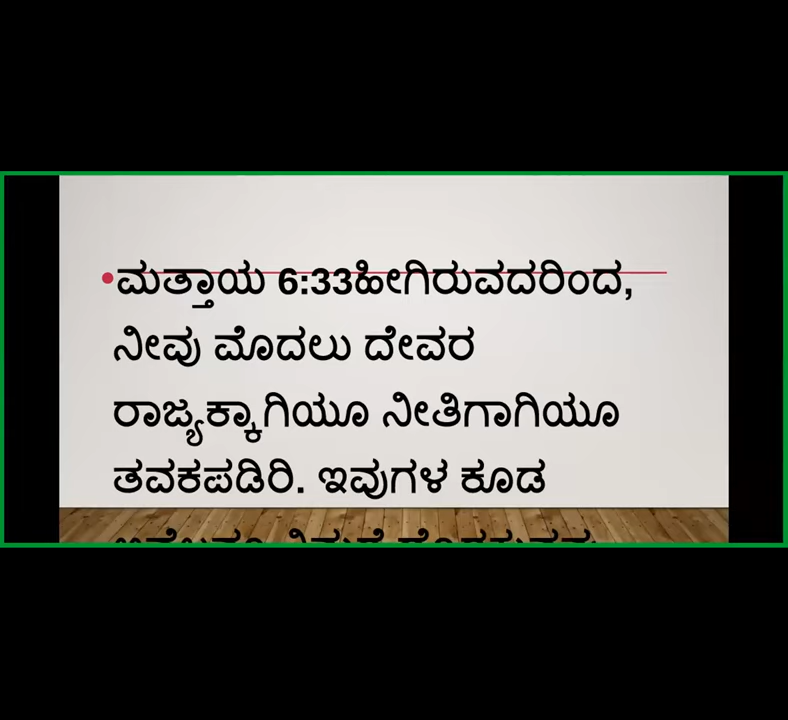 •ಮತ್ತಾಯ 6:33ಹೀಗಿರುವದರಿಂದ,
ನೀವು ಮೊದಲು ದೇವರ
ರಾಜ್ಯಕ್ಕಾಗಿಯೂ ನೀತಿಗಾಗಿಯೂ
ತವಕಪಡಿರಿ. ಇವುಗಳ ಕೂಡ